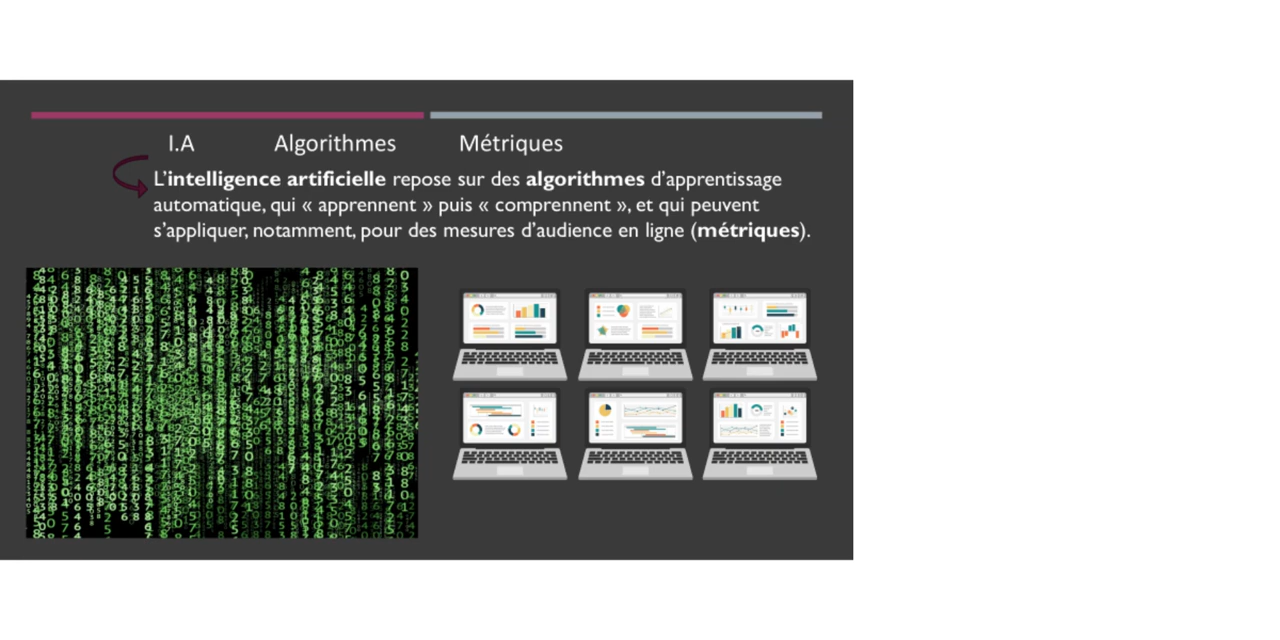 I.A Algorithmes Métriques
L’intelligence artificielle repose sur des algorithmes d’apprentissage
automatique, qui « apprennent » puis « comprennent », et qui peuvent
s’appliquer, notamment, pour des mesures d’audience en ligne (métriques).